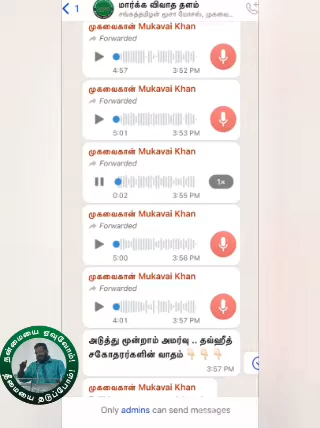 1
மார்க்க விவாத தளம்
முகவைகான் Mukavai Khan
Forwarded
4:57 3:52 PM
முகவைகான் Mukavai Khan
Forwarded
5:01 3:53 PM
முகவைகான் Mukavai Khan
Forwarded
1x
0:02 3:55 PM
முகவைகான் Mukavai Khan
Forwarded
5:00 3:56 PM
முகவைகான் Mukavai Khan
Forwarded
4:01 3:57 PM
அடுத்து மூன்றாம் அமர்வு .. தவ்ஹீத்
சகோதரர்களின் வாதம் 👇🏻👇🏻👇🏻
3:57 PM
முகவைகான் Mukavai Khan
Only admins can send messages
நன்மையை ஏவுவோம்!
தீமையை தடுப்போம்!